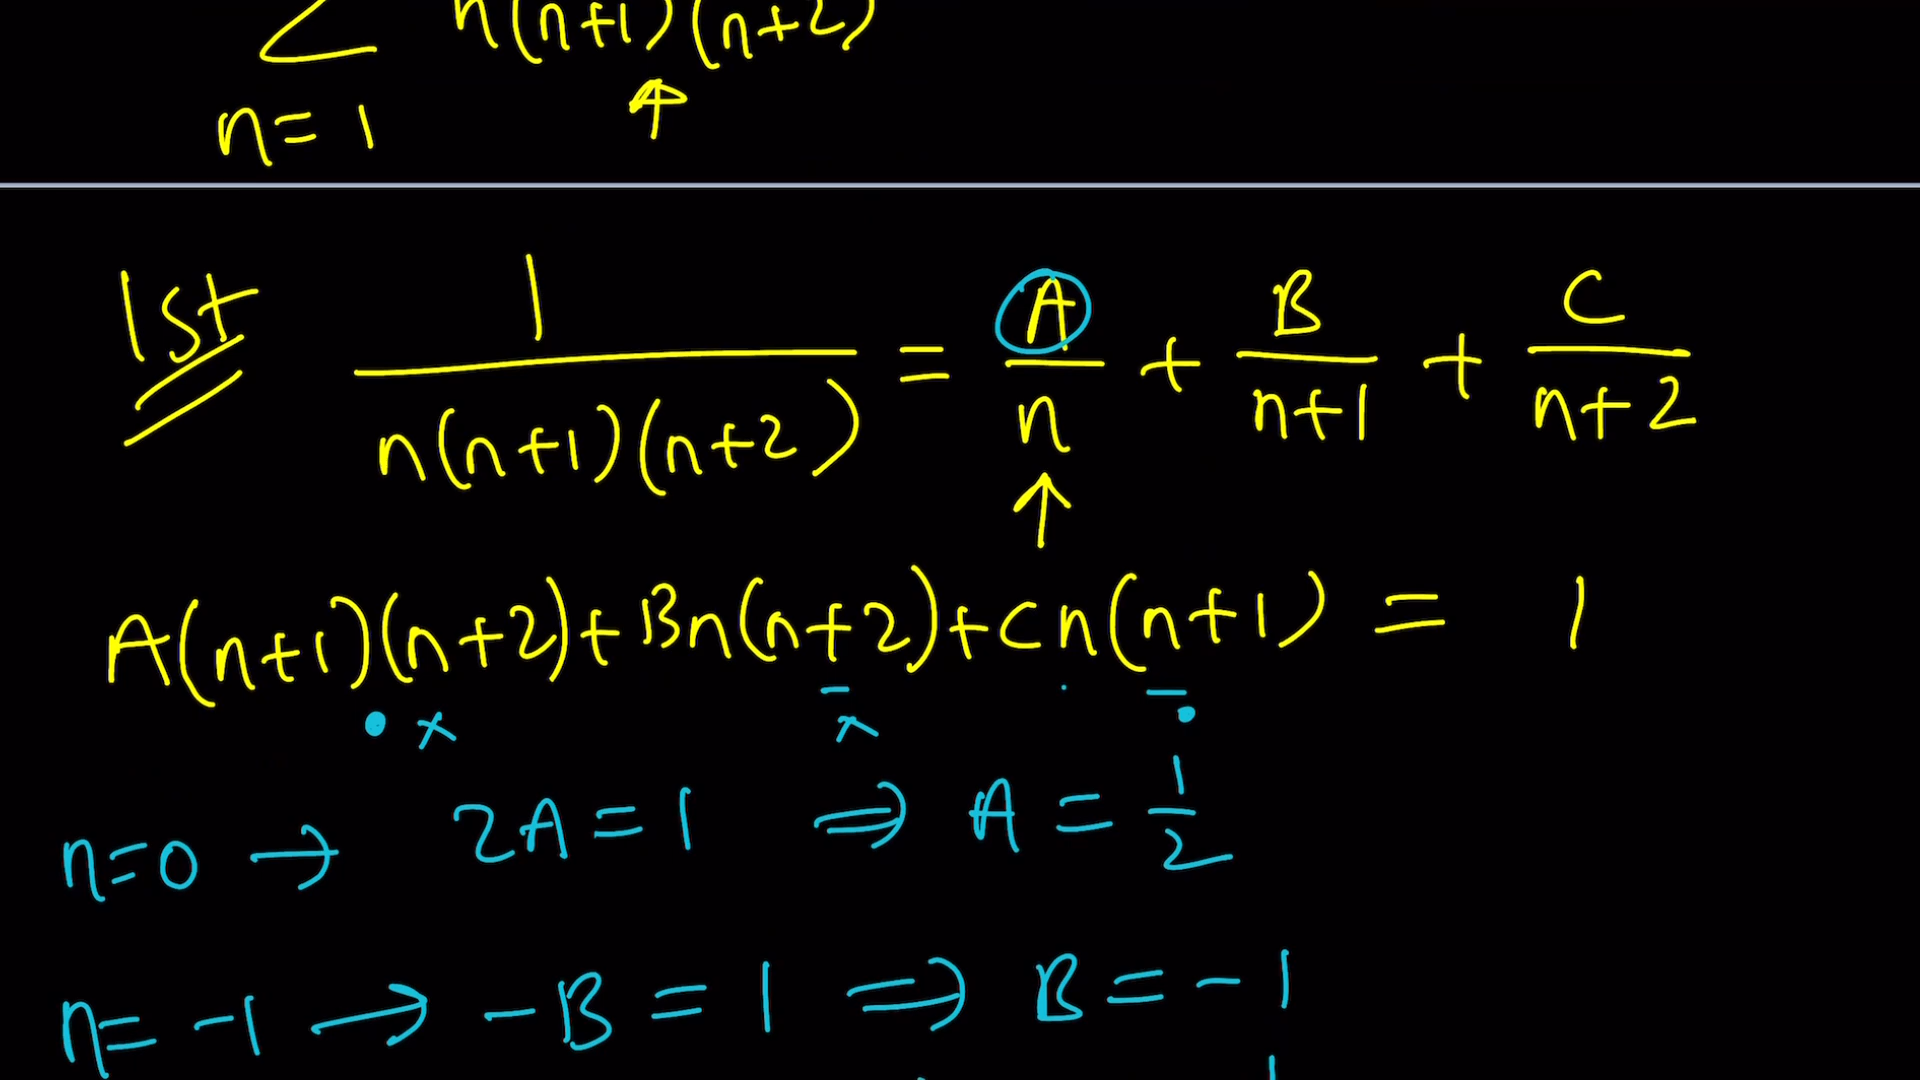 n(n+1)(n+2)
∑
n=1
1st 1/(n(n+1)(n+2)) = A/n + B/(n+1) + C/(n+2)
A(n+1)(n+2)+Bn(n+2)+Cn(n+1) = 1
n=0 → 2A=1 ⇒ A = 1/2
n=-1 → -B=1 ⇒ B=-1